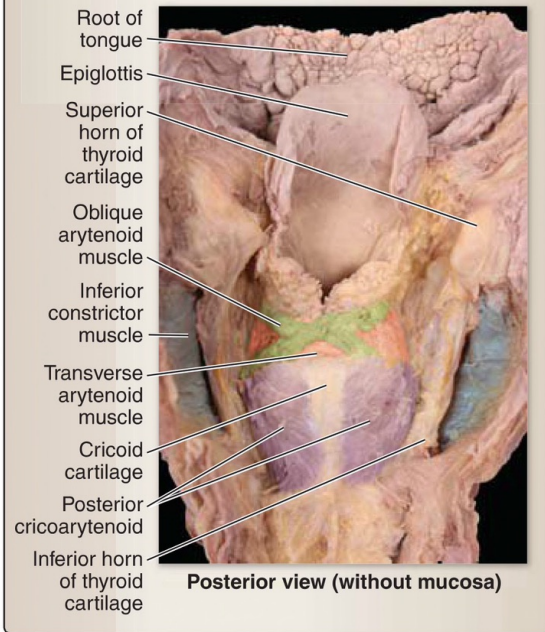 Root of
tongue
Epiglottis
Superior
horn of
thyroid
cartilage
Oblique
arytenoid
muscle
Inferior
constrictor
muscle
Transverse
arytenoid
muscle
Cricoid
cartilage
Posterior
cricoarytenoid
Inferior horn
of thyroid
cartilage
Posterior view (without mucosa)